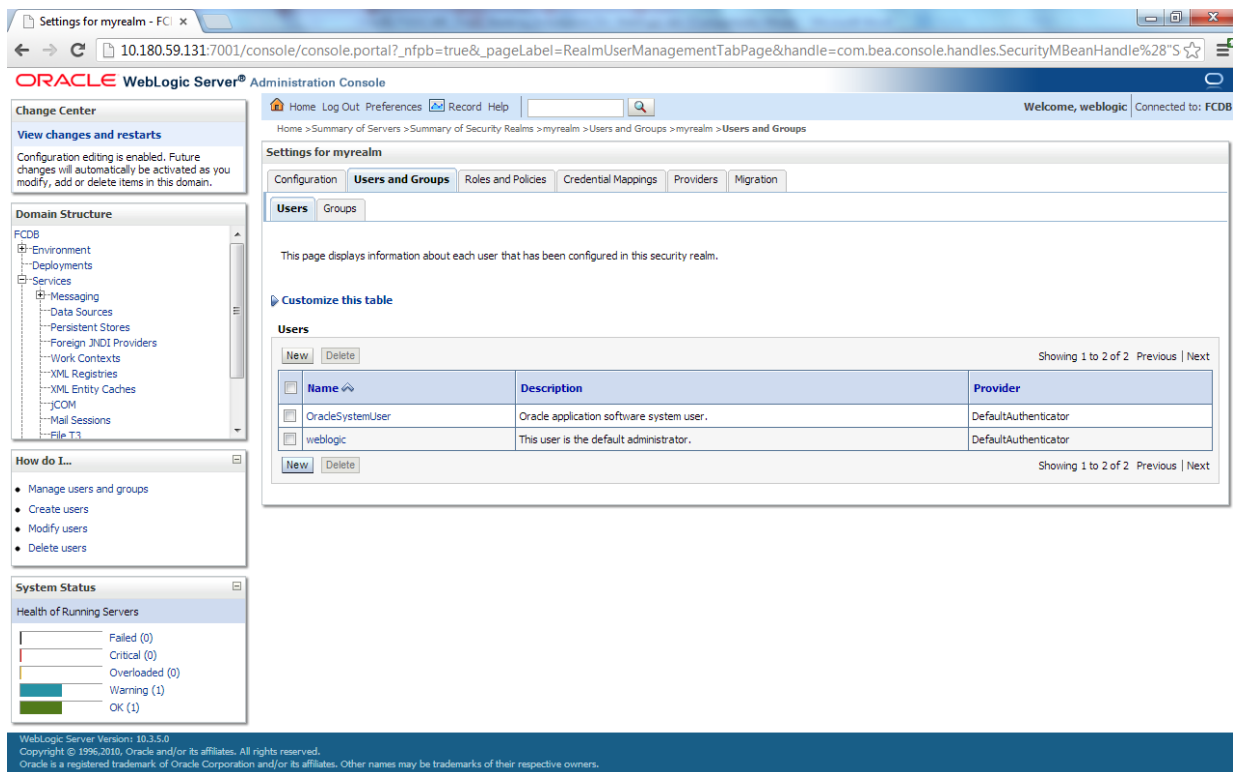 Settings for myrealm - FC
10.180.59.131:7001/console/console.portal?_nfpb=true&_pageLabel=RealmUserManagementTabPage&handle=com.bea.console.handles.SecurityMBeanHandle%28"S
ORACLE WebLogic Server® Administration Console
Change Center
View changes and restarts
Configuration editing is enabled. Future
changes will automatically be activated as you
modify, add or delete items in this domain.
Domain Structure
FCDB
Environment
Deployments
Services
Messaging
Data Sources
Persistent Stores
Foreign JNDI Providers
Work Contexts
XML Registries
XML Entity Caches
jCOM
Mail Sessions
File T3
How do I...
Manage users and groups
Create users
Modify users
Delete users
System Status
Health of Running Servers
Failed (0)
Critical (0)
Overloaded (0)
Warning (1)
OK (1)
Home Log Out Preferences Record Help
Welcome, weblogic Connected to: FCDB
Home >Summary of Servers >Summary of Security Realms >myrealm >Users and Groups >myrealm >Users and Groups
Settings for myrealm
Configuration Users and Groups Roles and Policies Credential Mappings Providers Migration
Users Groups
This page displays information about each user that has been configured in this security realm.
Customize this table
Users
New Delete Showing 1 to 2 of 2 Previous | Next
Name Description Provider
OracleSystemUser Oracle application software system user. DefaultAuthenticator
weblogic This user is the default administrator. DefaultAuthenticator
New Delete Showing 1 to 2 of 2 Previous | Next
WebLogic Server Version: 10.3.5.0
Copyright © 1996,2010, Oracle and/or its affiliates. All rights reserved.
Oracle is a registered trademark of Oracle Corporation and/or its affiliates. Other names may be trademarks of their respective owners.